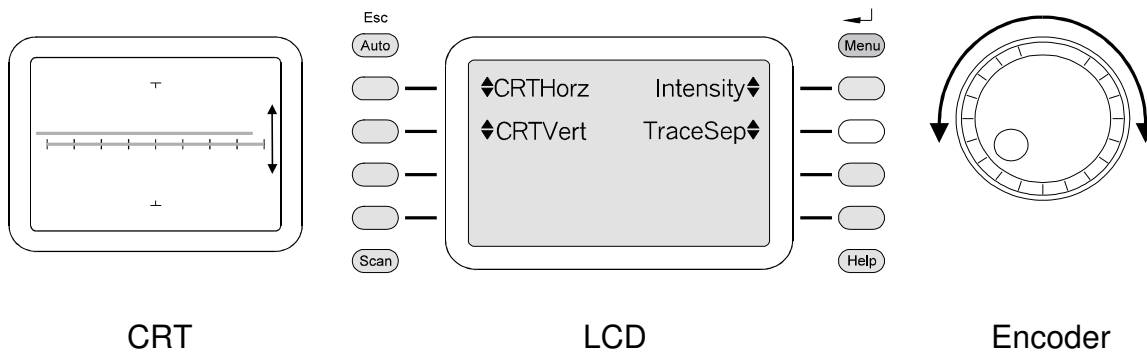 Esc
Auto
Menu
CRTHorz Intensity
CRTVert TraceSep
Scan
Help
CRT
LCD
Encoder